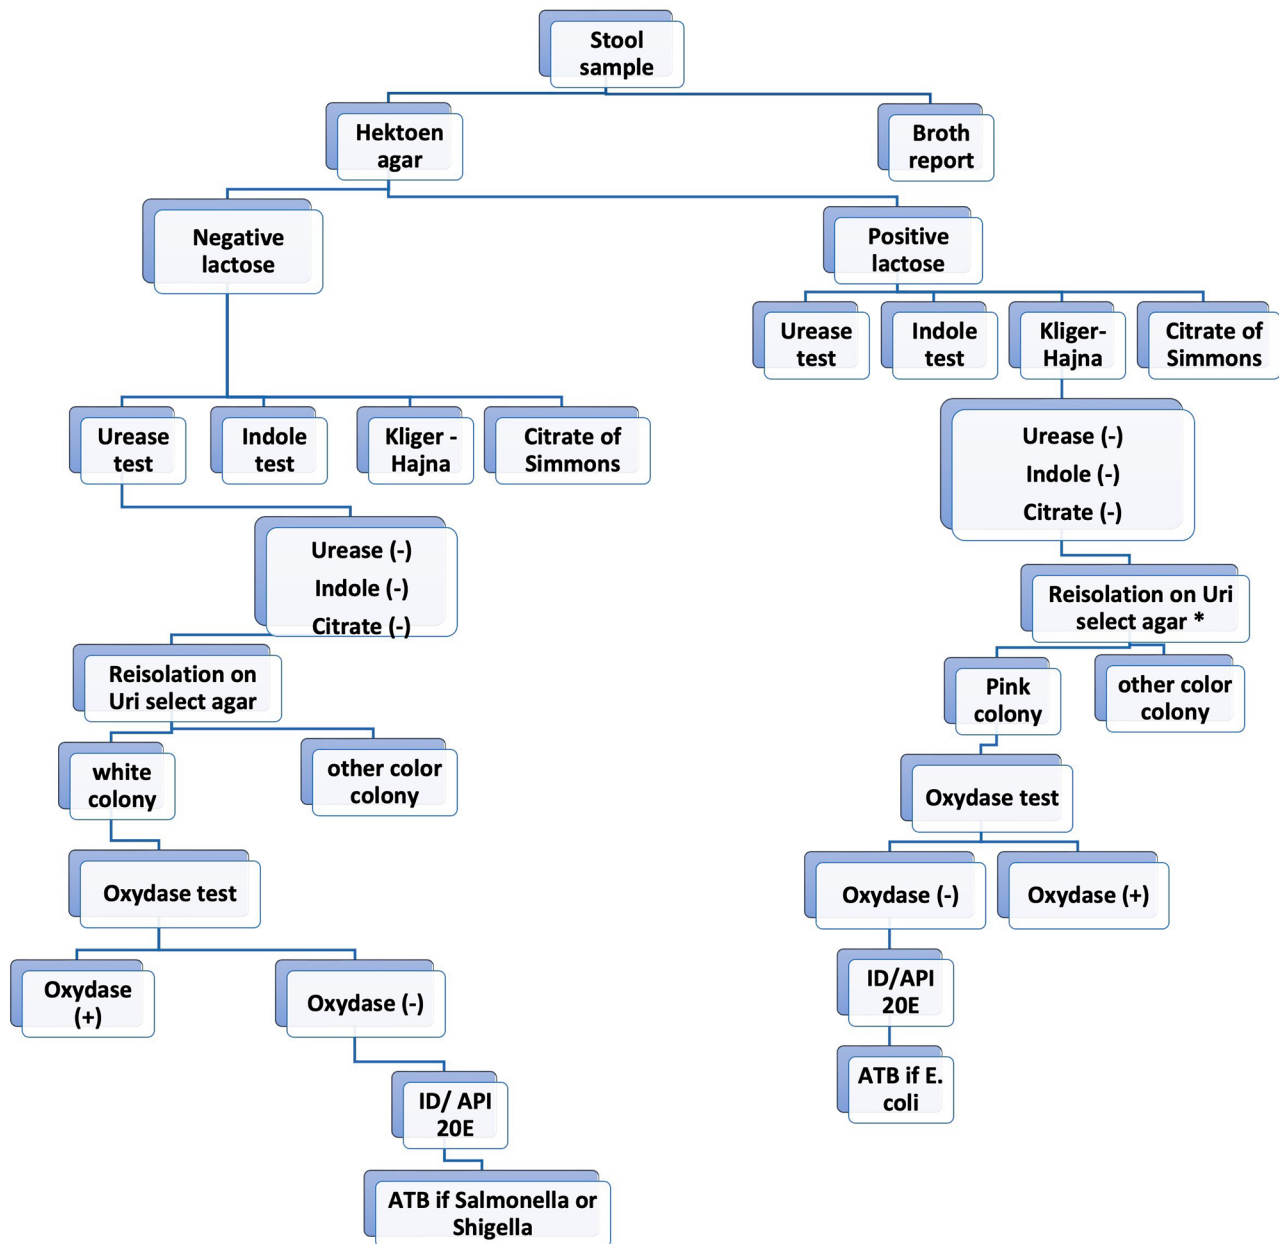 Stool
sample
Hektoen
agar
Broth
report
Negative
lactose
Positive
lactose
Urease
test
Indole
test
Kliger-
Hajna
Citrate of
Simmons
Urease
test
Indole
test
Kliger -
Hajna
Citrate of
Simmons
Urease (-)
Indole (-)
Citrate (-)
Urease (-)
Indole (-)
Citrate (-)
Reisolation on Uri
select agar *
Reisolation on
Uri select agar
Pink
colony
other color
colony
white
colony
other color
colony
Oxydase test
Oxydase test
Oxydase (-)
Oxydase (+)
Oxydase
(+)
Oxydase (-)
ID/API
20E
ATB if E.
coli
ID/ API
20E
ATB if Salmonella or
Shigella